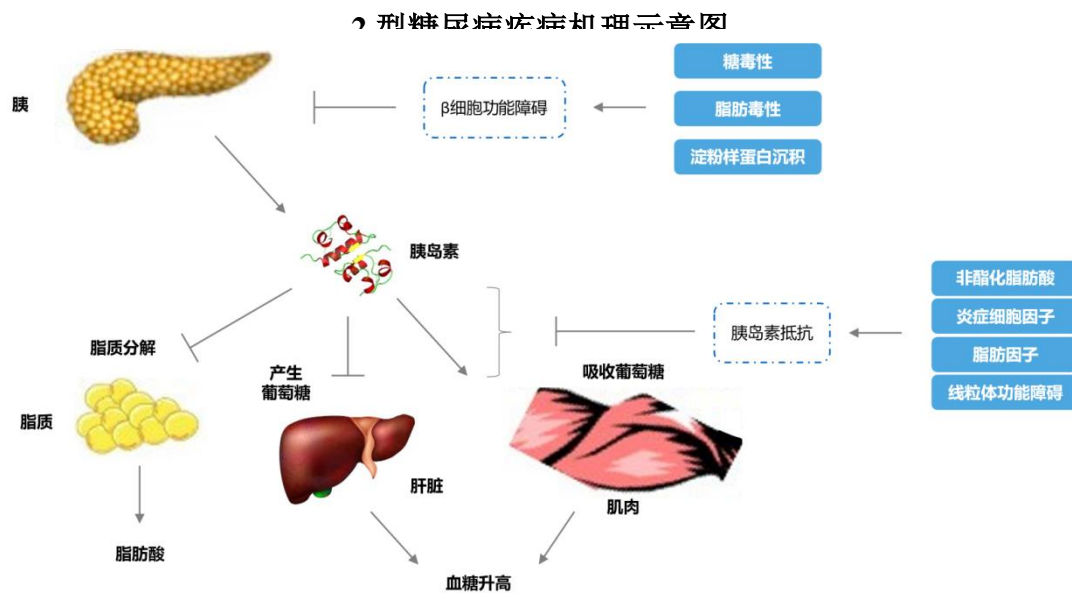 2 型糖尿病疾病机理示意图
糖毒性
胰
β细胞功能障碍
脂肪毒性
淀粉样蛋白沉积
胰岛素
非酯化脂肪酸
炎症细胞因子
胰岛素抵抗
脂肪因子
线粒体功能障碍
脂质分解
产生
葡萄糖
吸收葡萄糖
脂质
肝脏
肌肉
脂肪酸
血糖升高